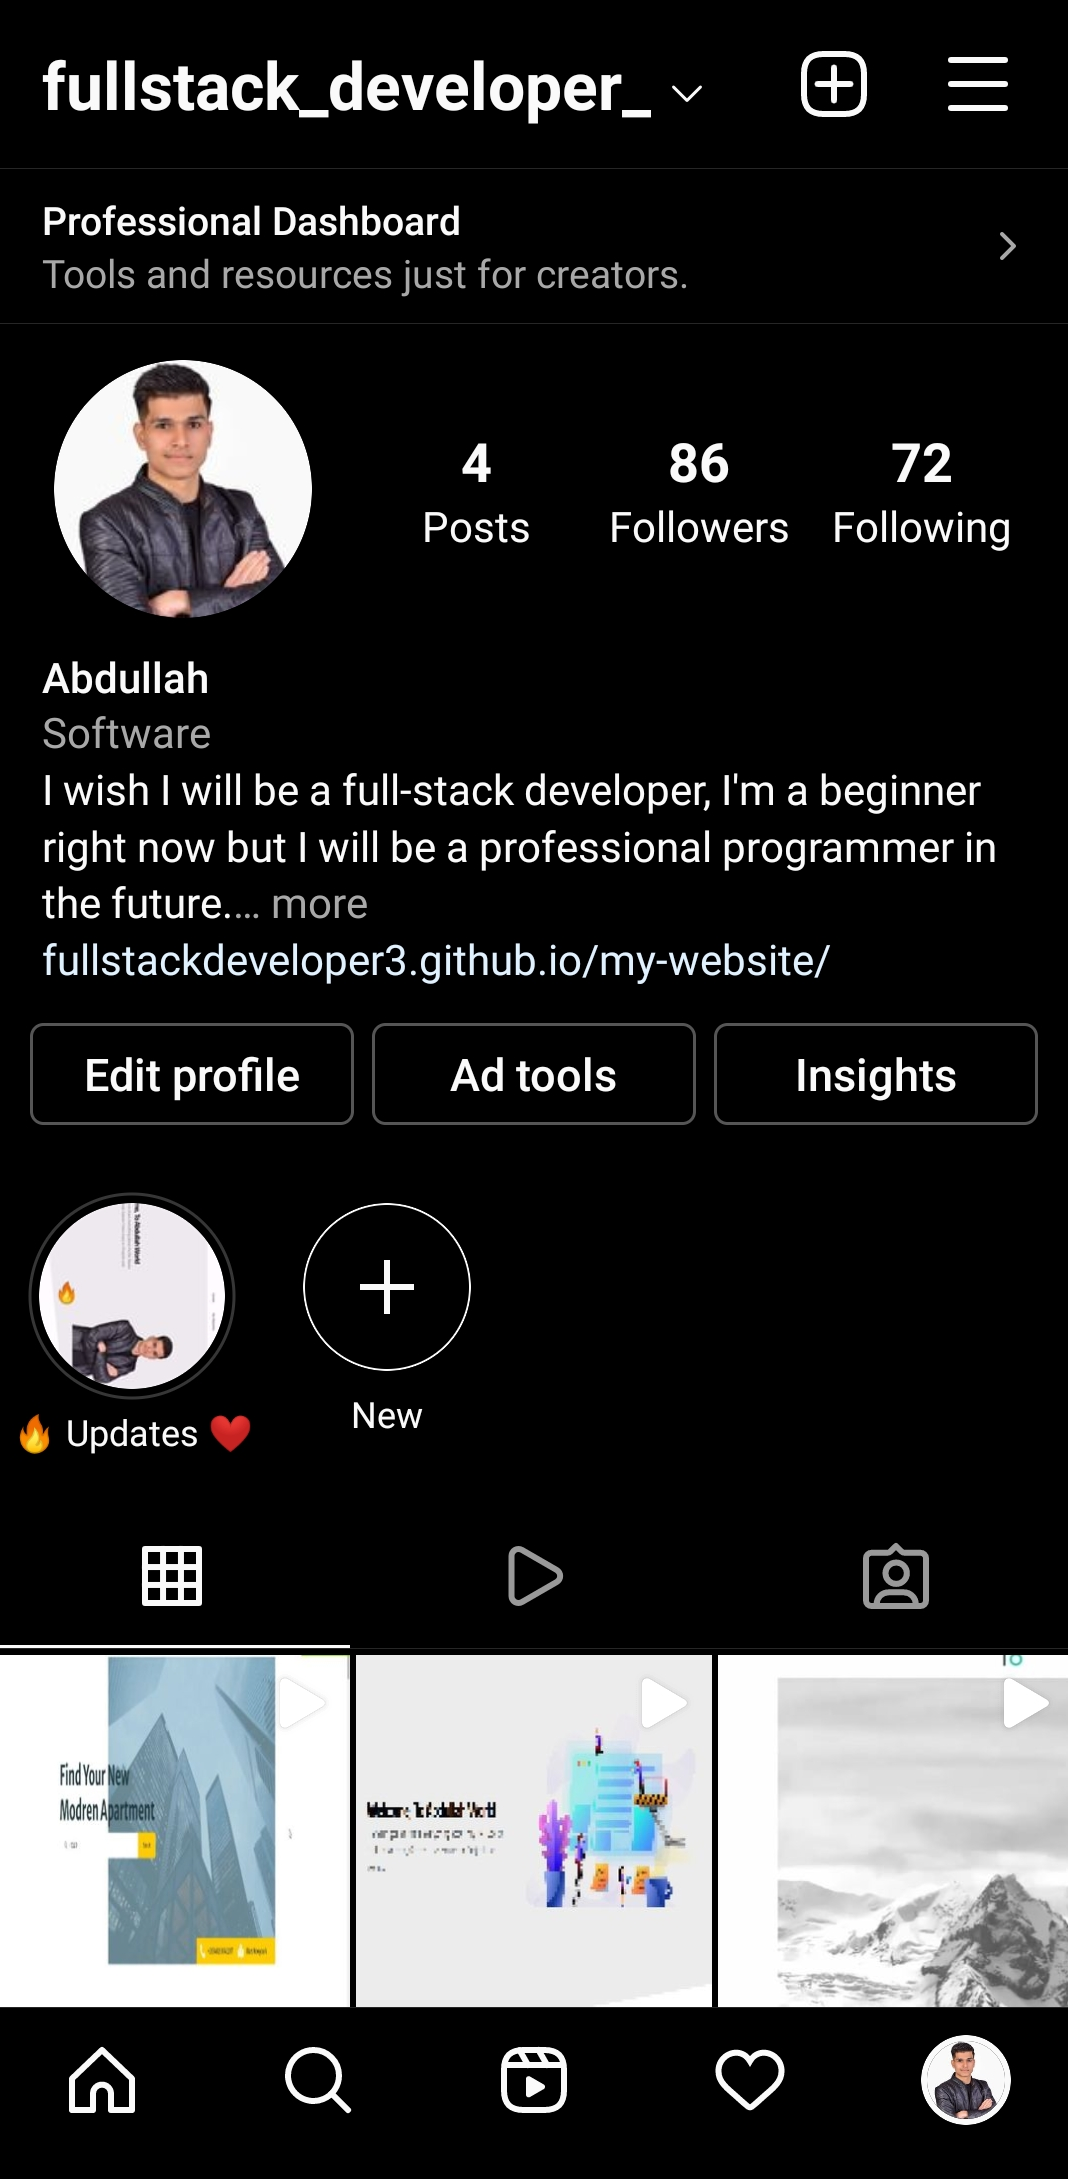 fullstack_developer_
Professional Dashboard
Tools and resources just for creators.
4
Posts
86
Followers
72
Following
Abdullah
Software
I wish I will be a full-stack developer, I'm a beginner
right now but I will be a professional programmer in
the future.... more
fullstackdeveloper3.github.io/my-website/
Edit profile
Ad tools
Insights
🔥 Updates ❤️
New
Find Your New
Modren Apartment
Welcome, To Abdullah World